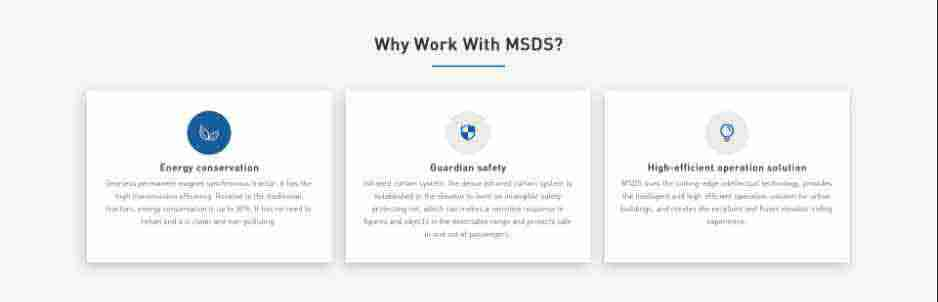 Why Work With MSDS?
Energy conservation
Gearless permanent magnet synchronous tractor, it has the
high transmission efficiency. Relative to the traditional
tractors, energy conservation is up to 30%. It has no need to
and it is clean and non-polluting.
Guardian safety
Infrared curtain system: the dense infrared curtain system is
established in the elevator to form an intangible safety
protecting net, which can makes a sensitive response to
figures and objects in the detectable range and protects safe
in and out of passengers.
High-efficient operation solution
MSDS uses the cutting-edge intellectual technology, provides
the intelligent and high efficient operation solution for urban
buildings, and creates the excellent and future elevator riding
experience.